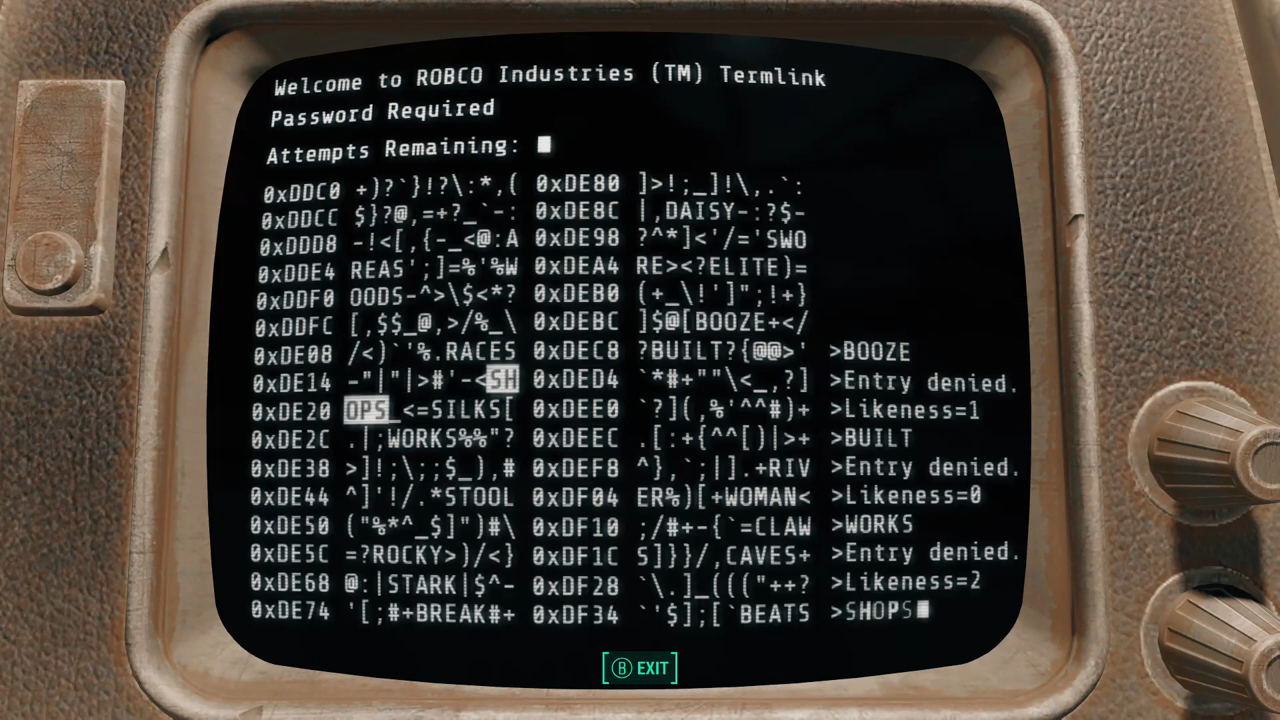 Welcome to ROBCO Industries (TM) Termlink
Password Required
Attempts Remaining: ■
0xDDC0 +)?`}!?\:*,( 0xDE80 ]>!;_]!\,.`:
0xDDCC $}?@,=+?_`-: 0xDE8C |,DAISY-:?$-
0xDDD8 -!<[,{-_<@:A 0xDE98 ?^*]<'/='SWO
0xDDE4 REAS';]=%'%W 0xDEA4 RE><?ELITE)=
0xDDF0 OODS-^>\$<*? 0xDEB0 (+_\!']";!+}
0xDDFC [,$$_@,>/%_\ 0xDEBC ]$@[BOOZE+</
0xDE08 /<)`'%.RACES 0xDEC8 ?BUILT?{@@>' >BOOZE
0xDE14 -"|"|>#'-<SH 0xDED4 `*#+""\<_,?] >Entry denied.
0xDE20 OPS_<=SILKS[ 0xDEE0 `?](,%'^^#)+ >Likeness=1
0xDE2C .|;WORKS%%"? 0xDEEC .[:+{^^[)|>+ >BUILT
0xDE38 >]!;\;;$_),# 0xDEF8 ^},`;|].+RIV >Entry denied.
0xDE44 ^]'!/.*STOOL 0xDF04 ER%)[+WOMAN< >Likeness=0
0xDE50 ("%*^_$]")#\ 0xDF10 ;/#+-{`=CLAW >WORKS
0xDE5C =?ROCKY>)/<} 0xDF1C S]}}/,CAVES+ >Entry denied.
0xDE68 @:|STARK|$^- 0xDF28 `\.]_((("++? >Likeness=2
0xDE74 '[;#+BREAK#+ 0xDF34 `'$];[`BEATS >SHOPS■
[Ⓑ EXIT]